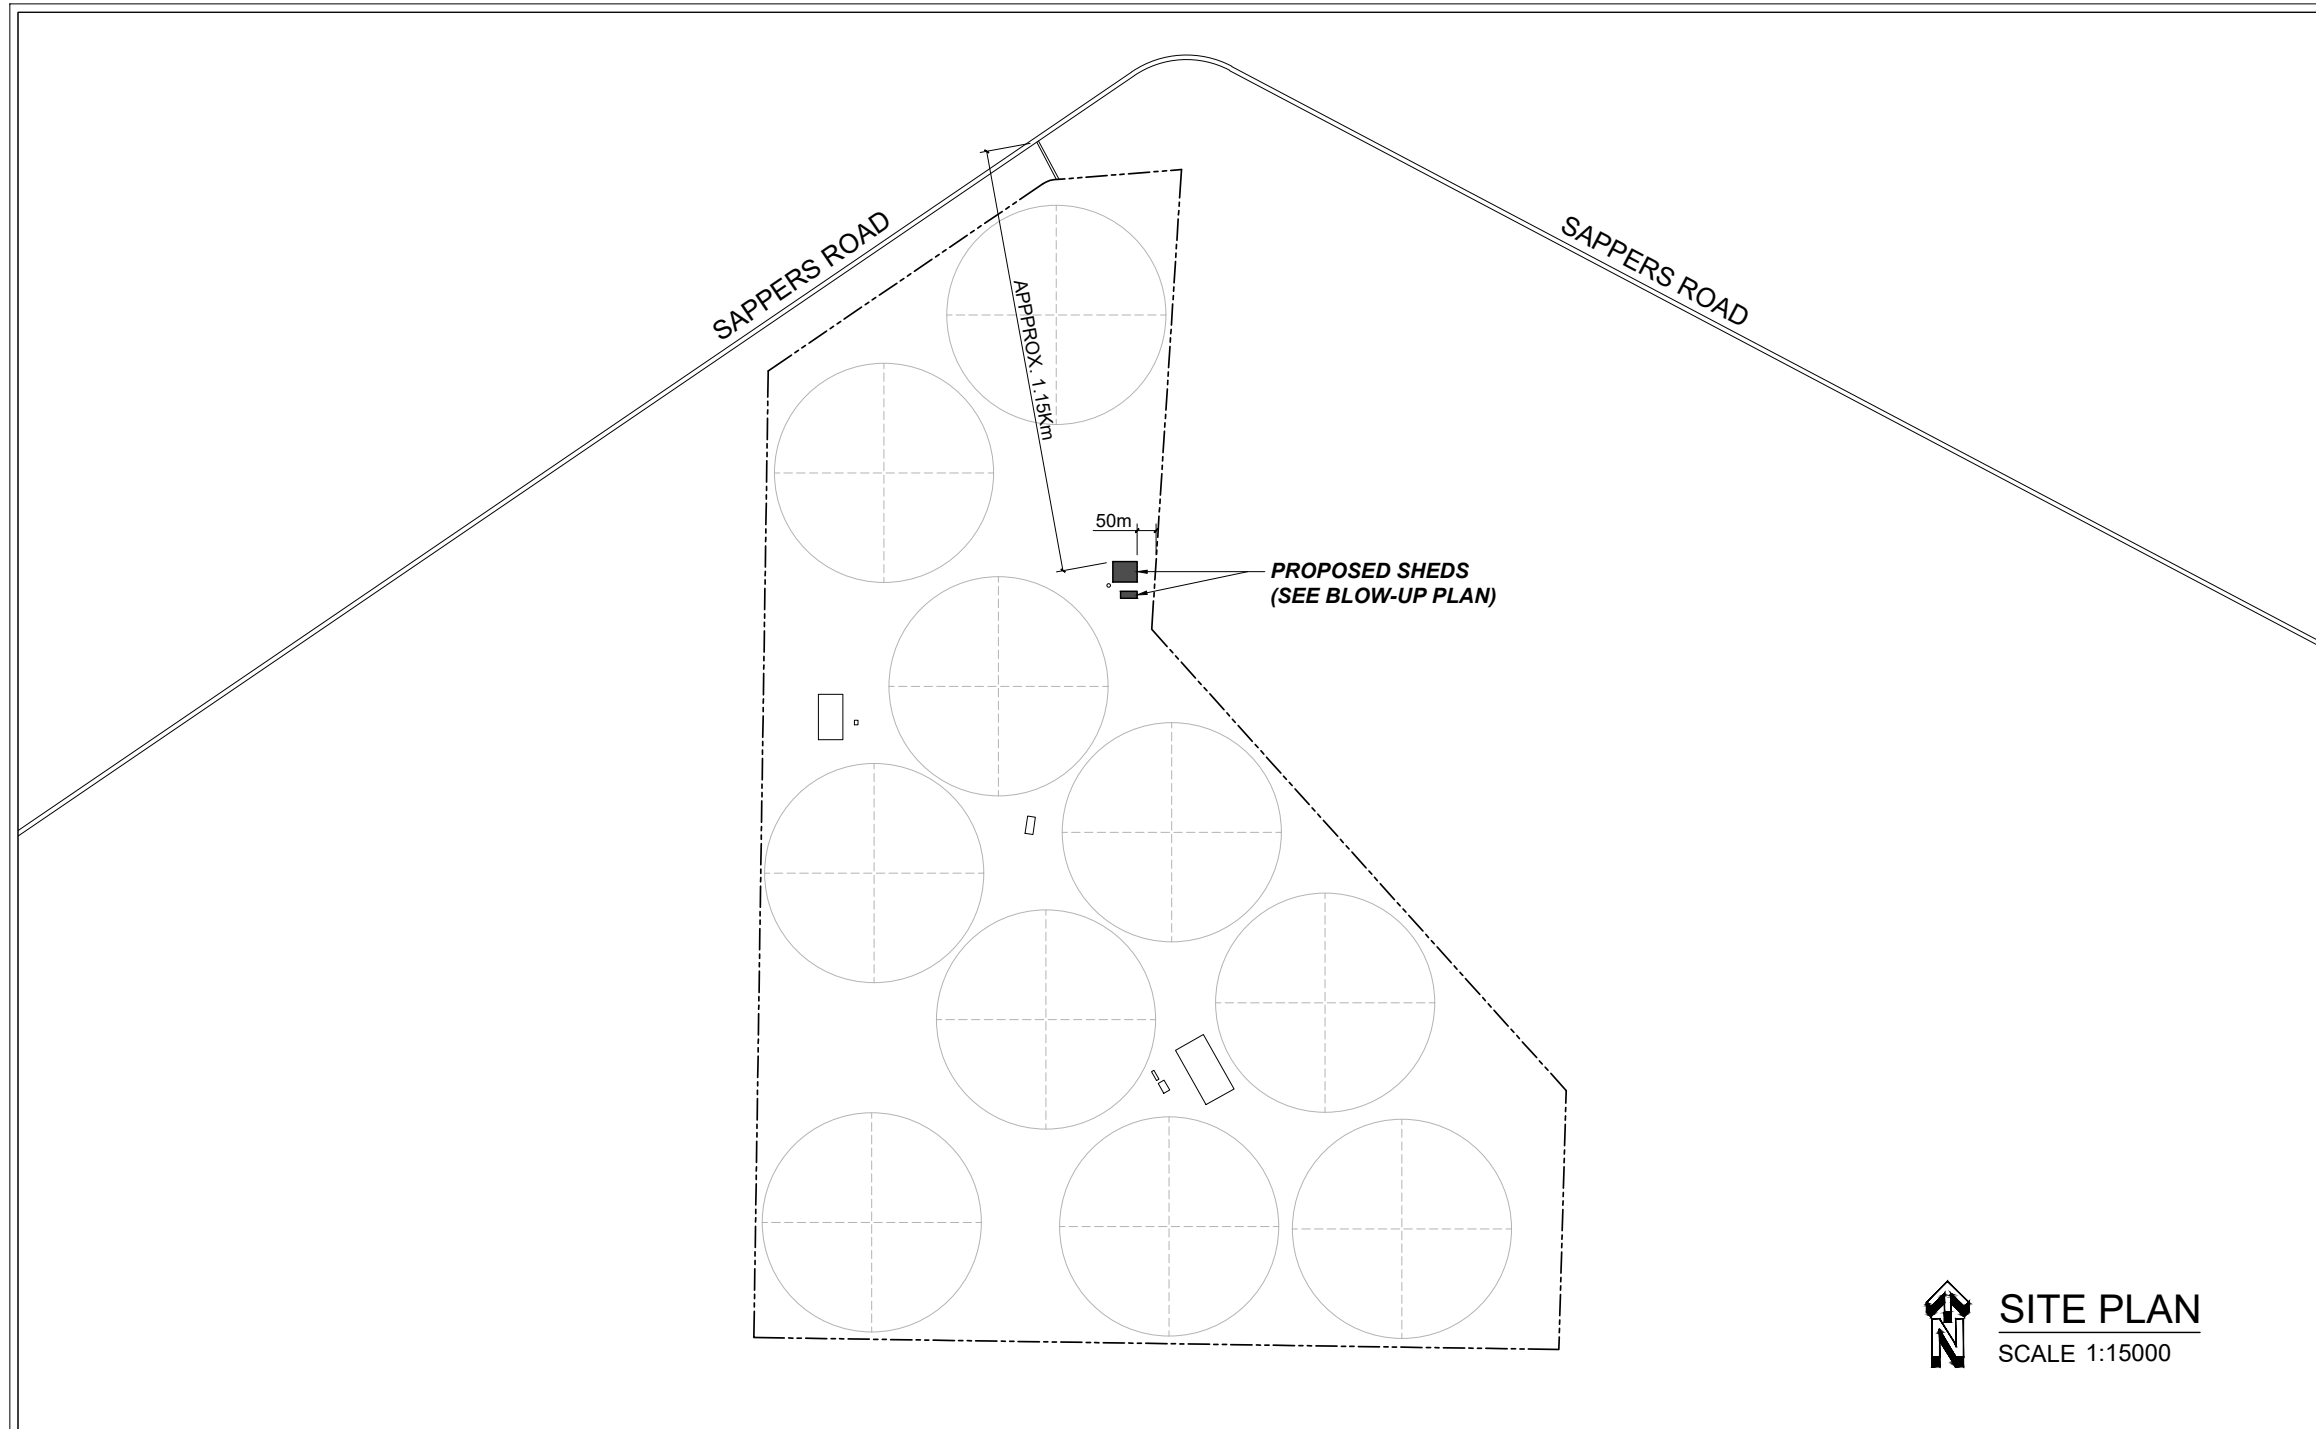 SAPPERS ROAD
SAPPERS ROAD
APPPROX. 1.15Km
50m
PROPOSED SHEDS
(SEE BLOW-UP PLAN)
N
SITE PLAN
SCALE 1:15000